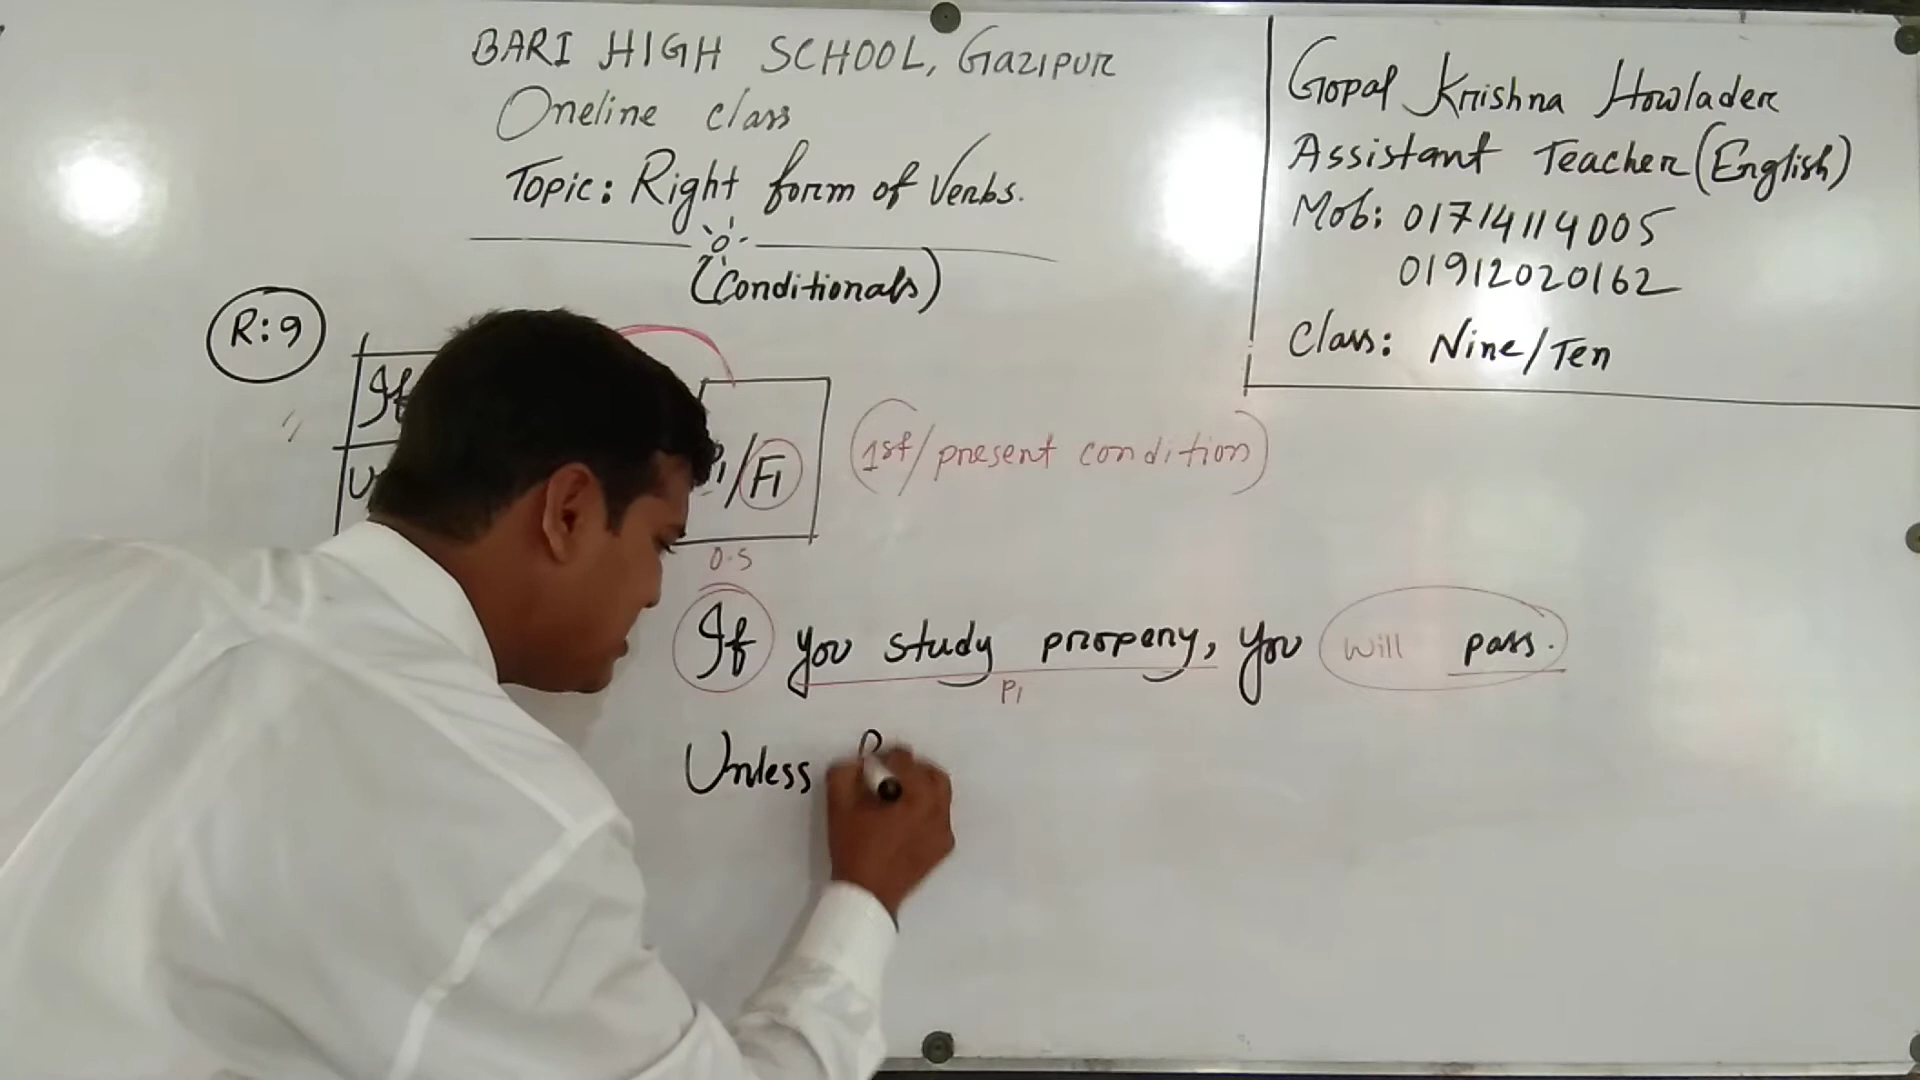 BARI HIGH SCHOOL, Gazipur
Oneline class
Topic: Right form of Verbs.
(Conditionals)
Gopal Krishna Howlader
Assistant Teacher (English)
Mob: 01714114005
01912020162
Class: Nine/Ten
R:9
If
/F1
(1st/present condition)
0.S
If you study propeny, you will pass.
P1
Unless